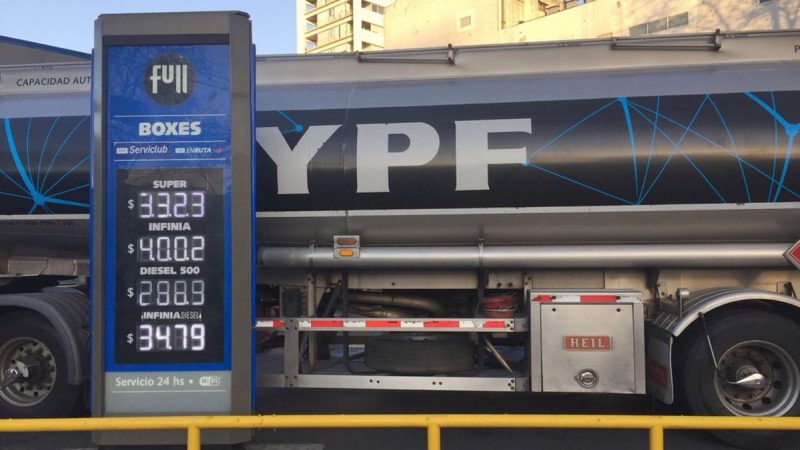 CAPACIDAD AUT
full
YPF
BOXES
Serviclub
ENRUTA
SUPER
$ 33.23
INFINIA
$ 40.02
DIESEL 500
$ 28.89
INFINIA DIESEL
$ 34.79
HEIL
Servicio 24 hs • WiFi